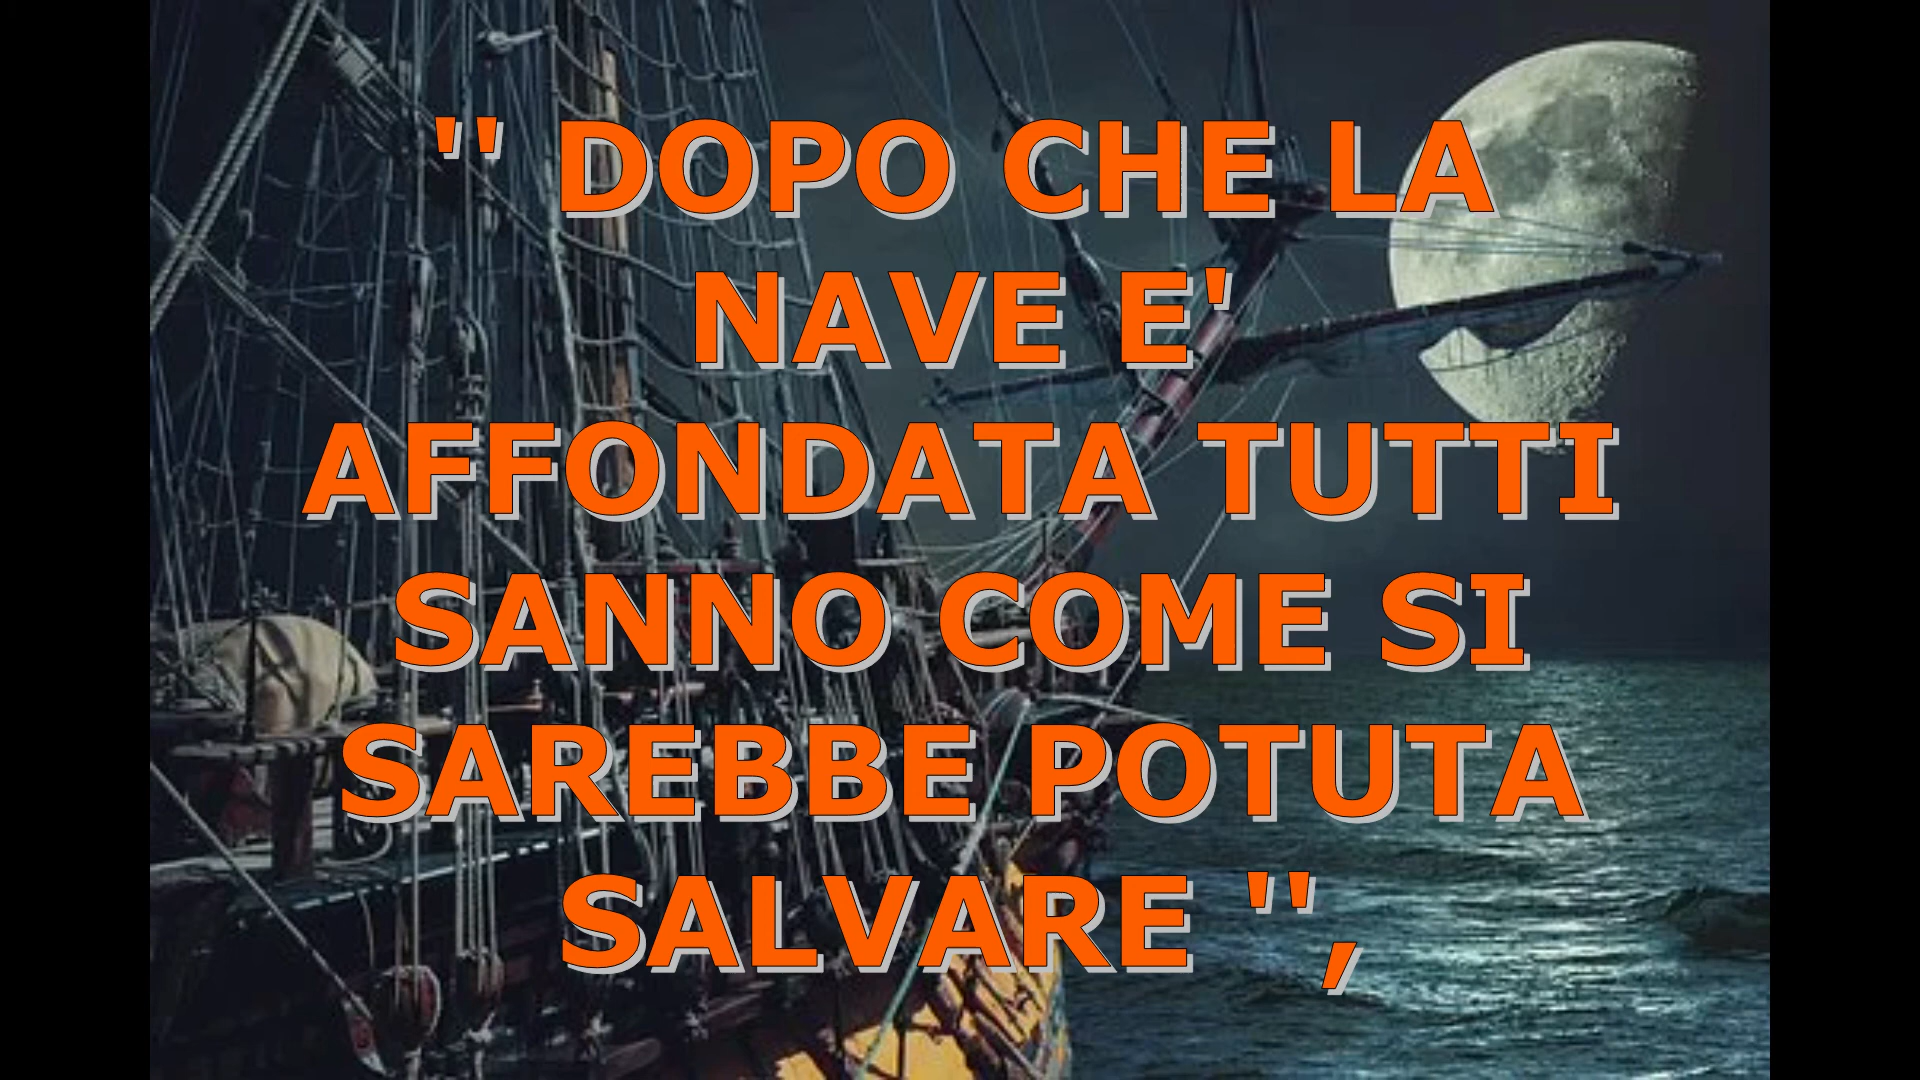 '' DOPO CHE LA
NAVE E'
AFFONDATA TUTTI
SANNO COME SI
SAREBBE POTUTA
SALVARE '',